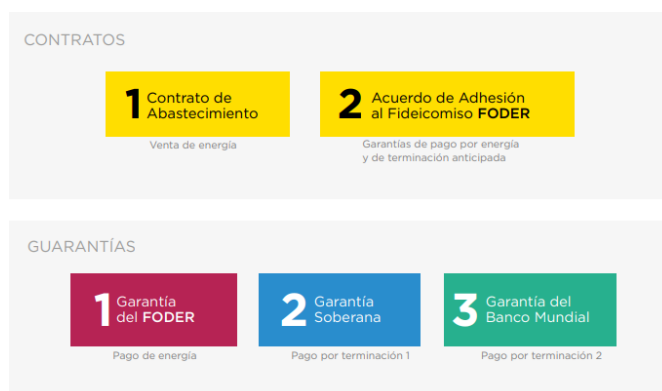 CONTRATOS
1 Contrato de
Abastecimiento
Venta de energía
2 Acuerdo de Adhesión
al Fideicomiso FODER
Garantías de pago por energía
y de terminación anticipada
GUARANTÍAS
1 Garantía
del FODER
Pago de energía
2 Garantía
Soberana
Pago por terminación 1
3 Garantía del
Banco Mundial
Pago por terminación 2